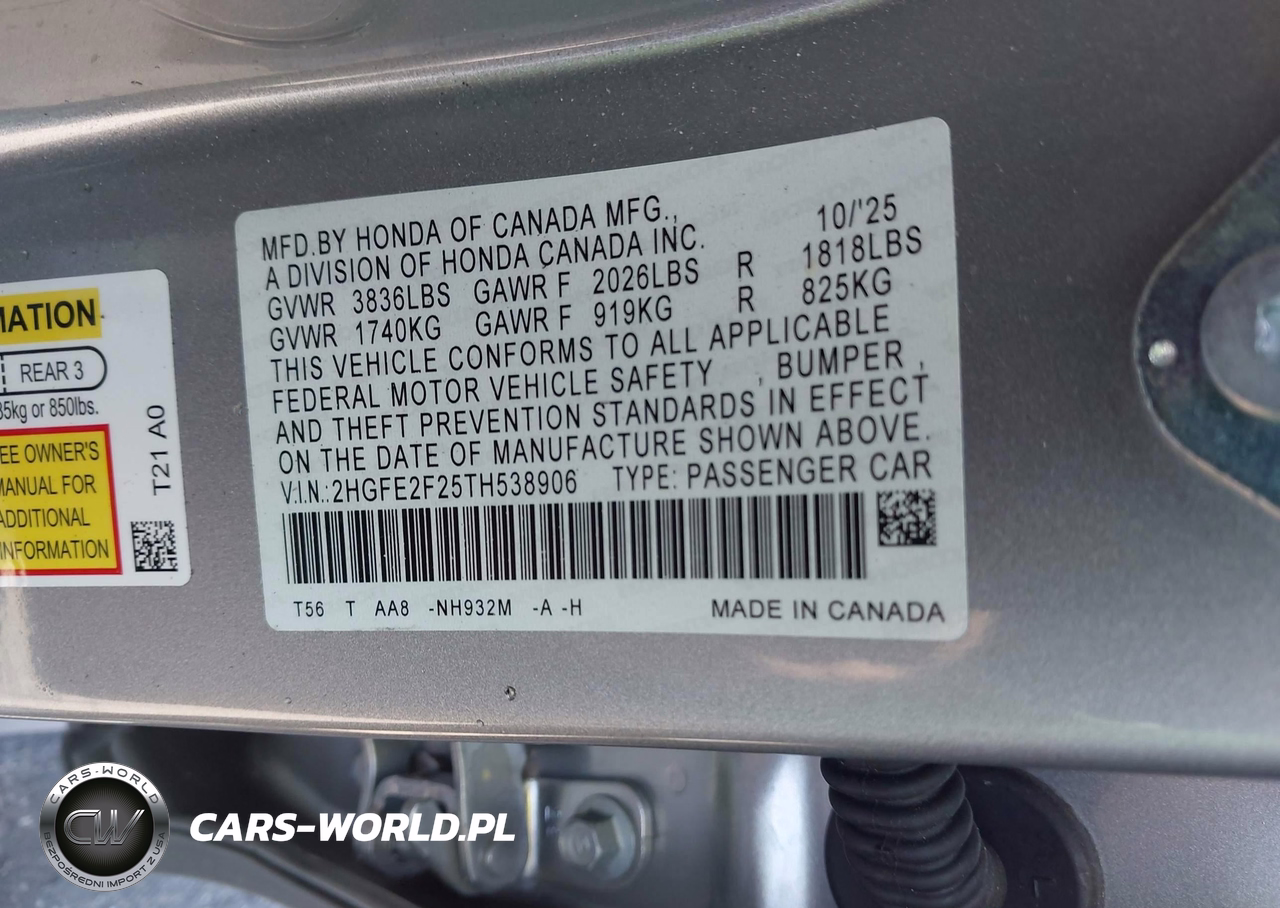 MATION
REAR 3
35kg or 850lbs.
EE OWNER'S
MANUAL FOR
ADDITIONAL
INFORMATION
T21 A0
MFD.BY HONDA OF CANADA MFG., 10/'25
A DIVISION OF HONDA CANADA INC.
GVWR 3836LBS GAWR F 2026LBS R 1818LBS
GVWR 1740KG GAWR F 919KG R 825KG
THIS VEHICLE CONFORMS TO ALL APPLICABLE
FEDERAL MOTOR VEHICLE SAFETY , BUMPER ,
AND THEFT PREVENTION STANDARDS IN EFFECT
ON THE DATE OF MANUFACTURE SHOWN ABOVE.
V.I.N.: 2HGFE2F25TH538906 TYPE: PASSENGER CAR
T56 T AA8 -NH932M -A -H MADE IN CANADA
CARS-WORLD
CW
BEZPOŚREDNI IMPORT Z USA
CARS-WORLD.PL